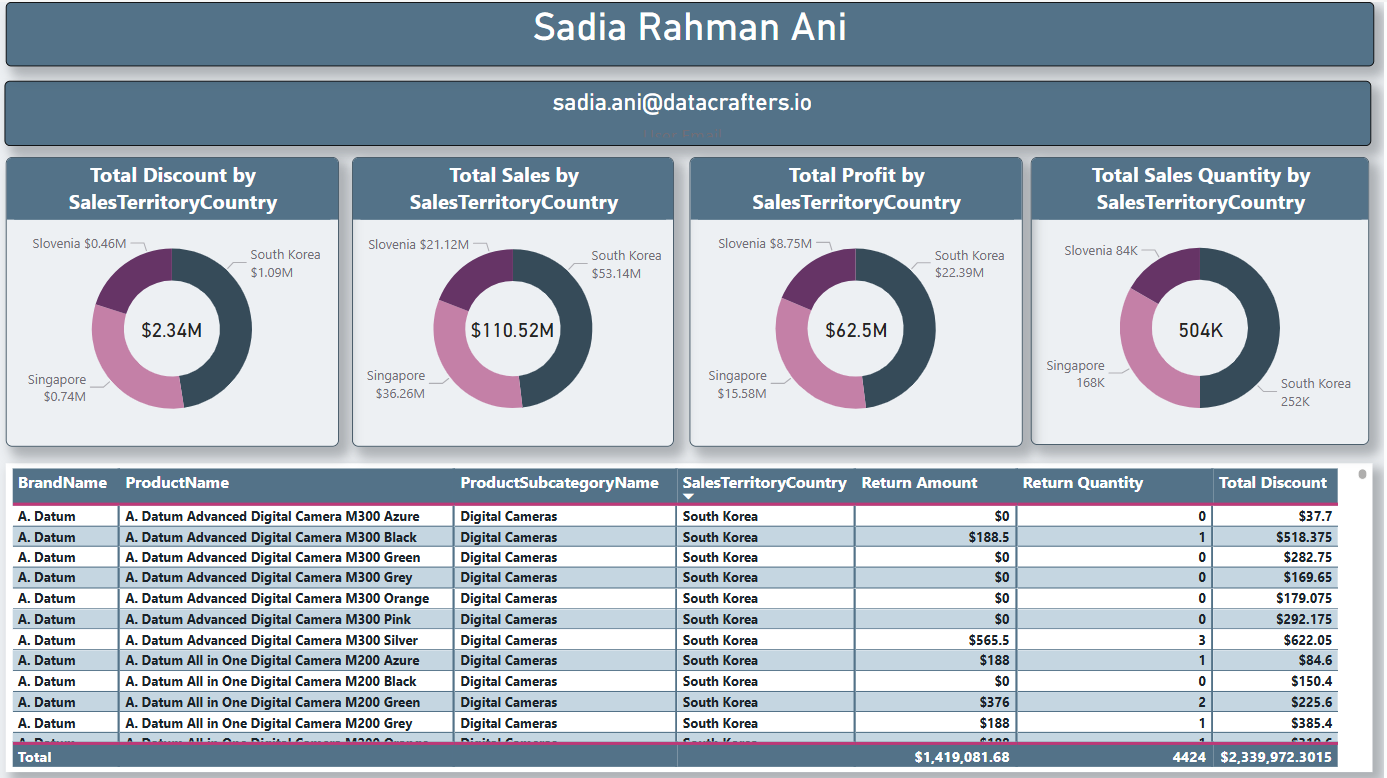 Sadia Rahman Ani
sadia.ani@datacrafters.io
Total Discount by
SalesTerritoryCountry
Slovenia $0.46M
South Korea
$1.09M
$2.34M
Singapore
$0.74M
Total Sales by
SalesTerritoryCountry
Slovenia $21.12M
South Korea
$53.14M
$110.52M
Singapore
$36.26M
Total Profit by
SalesTerritoryCountry
Slovenia $8.75M
South Korea
$22.39M
$62.5M
Singapore
$15.58M
Total Sales Quantity by
SalesTerritoryCountry
Slovenia 84K
504K
Singapore
168K
South Korea
252K
BrandName ProductName ProductSubcategoryName SalesTerritoryCountry Return Amount Return Quantity Total Discount
A. Datum A. Datum Advanced Digital Camera M300 Azure Digital Cameras South Korea $0 0 $37.7
A. Datum A. Datum Advanced Digital Camera M300 Black Digital Cameras South Korea $188.5 1 $518.375
A. Datum A. Datum Advanced Digital Camera M300 Green Digital Cameras South Korea $0 0 $282.75
A. Datum A. Datum Advanced Digital Camera M300 Grey Digital Cameras South Korea $0 0 $169.65
A. Datum A. Datum Advanced Digital Camera M300 Orange Digital Cameras South Korea $0 0 $179.075
A. Datum A. Datum Advanced Digital Camera M300 Pink Digital Cameras South Korea $0 0 $292.175
A. Datum A. Datum Advanced Digital Camera M300 Silver Digital Cameras South Korea $565.5 3 $622.05
A. Datum A. Datum All in One Digital Camera M200 Azure Digital Cameras South Korea $188 1 $84.6
A. Datum A. Datum All in One Digital Camera M200 Black Digital Cameras South Korea $0 0 $150.4
A. Datum A. Datum All in One Digital Camera M200 Green Digital Cameras South Korea $376 2 $225.6
A. Datum A. Datum All in One Digital Camera M200 Grey Digital Cameras South Korea $188 1 $385.4
Total $1,419,081.68 4424 $2,339,972.3015